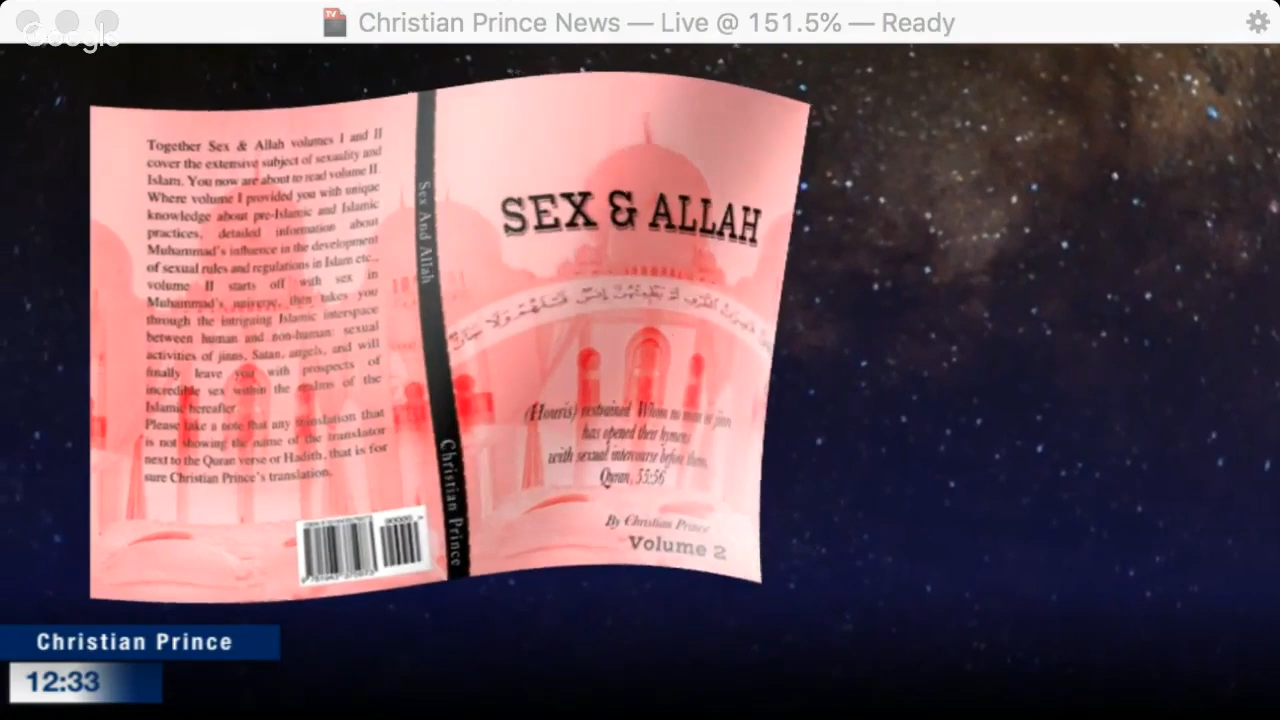 Christian Prince News — Live @ 151.5% — Ready
Google
Together Sex & Allah volumes I and II
cover the extensive subject of sexuality and
Islam. You now are about to read volume II.
Where volume I provided you with unique
knowledge about pre-Islamic and Islamic
practices, detailed information about
Muhammad's influence in the development
of sexual rules and regulations in Islam etc.,
volume II starts off with sex in
Muhammad's universe, then takes you
through the intriguing Islamic interspace
between human and non-human: sexual
activities of jinns, Satan, angels, and will
finally leave you with prospects of
incredible sex within the realms of the
Islamic hereafter.
Please take a note that any translation that
is not showing the name of the translator
next to the Quran verse or Hadith, that is for
sure Christian Prince's translation.
Sex And Allah
Christian Prince
SEX & ALLAH
(Houris) restrained Whom no man or jinn
has opened their hymens
with sexual intercourse before them.
Quran, 55:56
By Christian Prince
Volume 2
Christian Prince
12:33